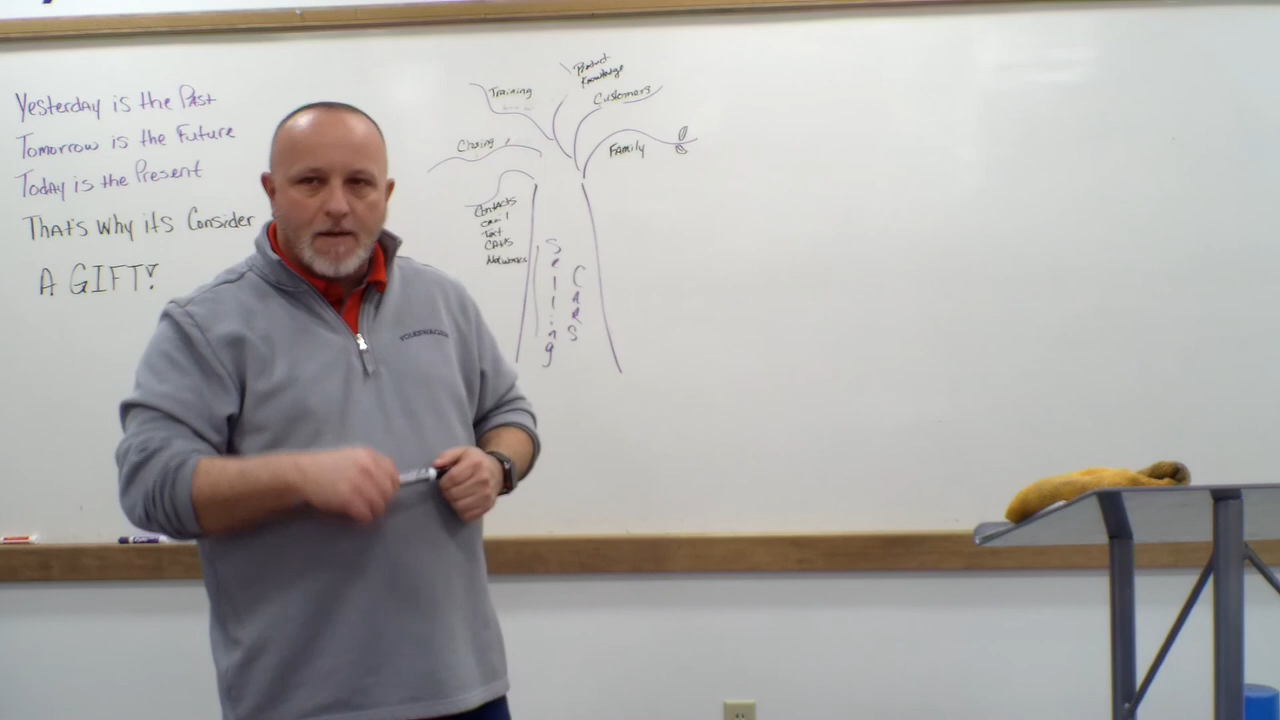 Yesterday is the Past
Tomorrow is the Future
Today is the Present
That's Why its Consider
A GIFT!
Product
Knowledge
Training
Customers
Closing
Family
Contacts
Text
Networks
Selling
CARS
VOLKSWAGEN